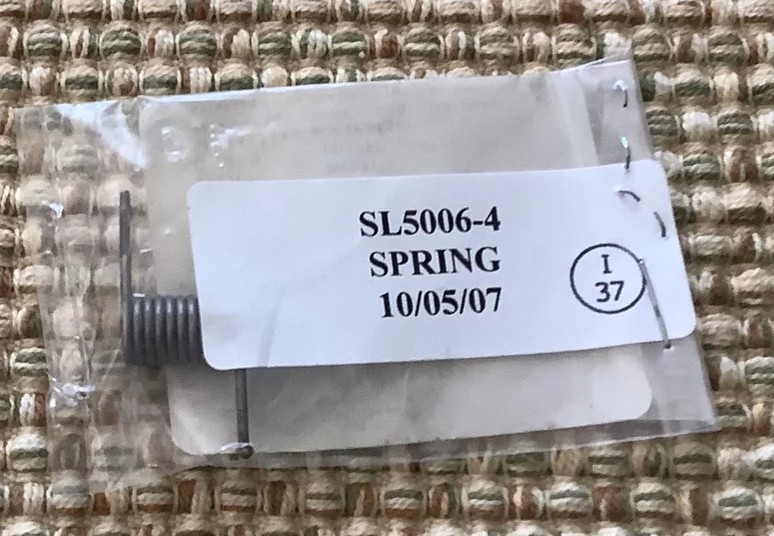 SL5006-4
SPRING
10/05/07
I
37